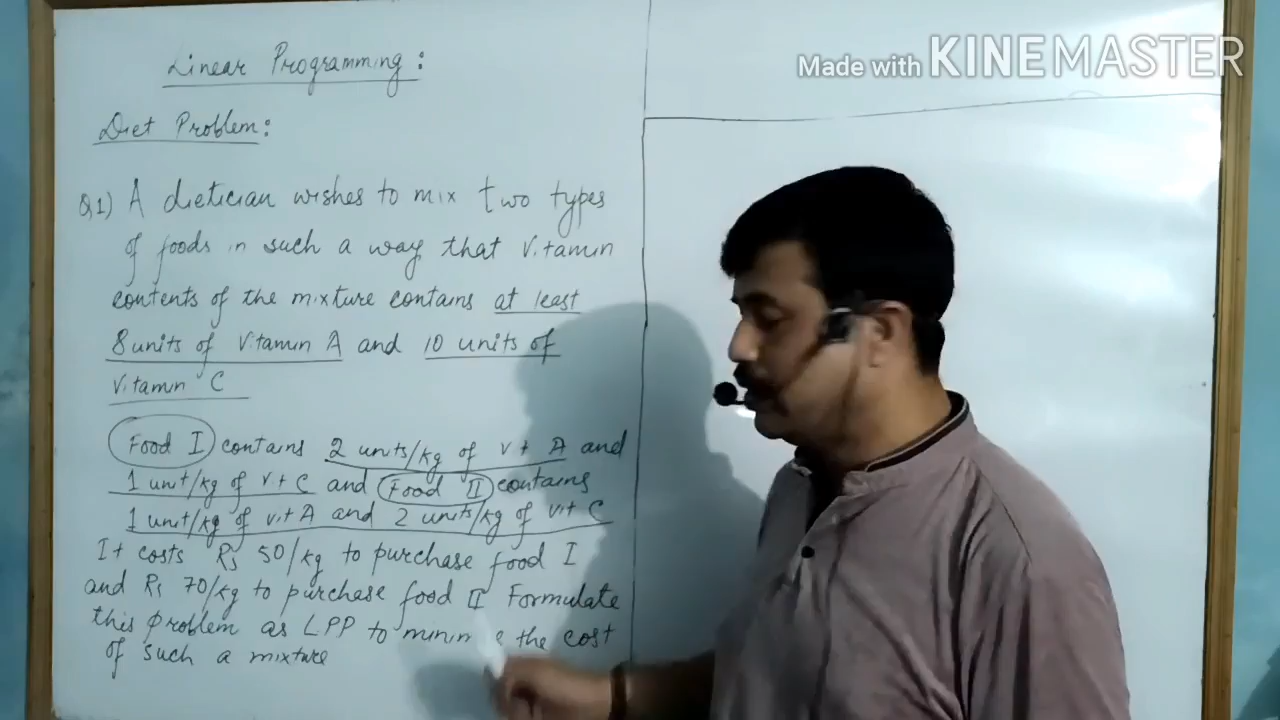 Linear Programming:
Made with KINEMASTER
Diet Problem:
Q1) A dietician wishes to mix two types
of foods in such a way that Vitamin
contents of the mixture contains at least
8 units of Vitamin A and 10 units of
Vitamin C
Food I contains 2 units/kg of vit A and
1 unit/kg of vit C and Food II contains
1 unit/kg of vit A and 2 units/kg of vit C
It costs Rs 50/kg to purchase food I
and Rs 70/kg to purchase food II Formulate
this problem as LPP to the cost
of such a mixture